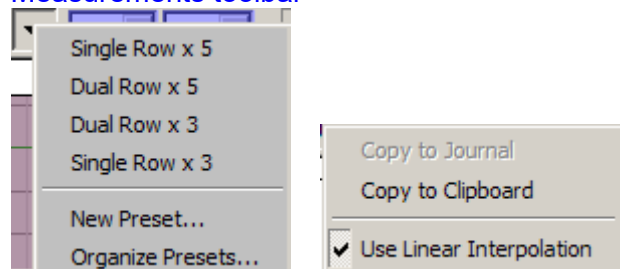 Measurements toolbar
Single Row x 5
Dual Row x 5
Dual Row x 3
Single Row x 3
New Preset...
Organize Presets...
Copy to Journal
Copy to Clipboard
Use Linear Interpolation